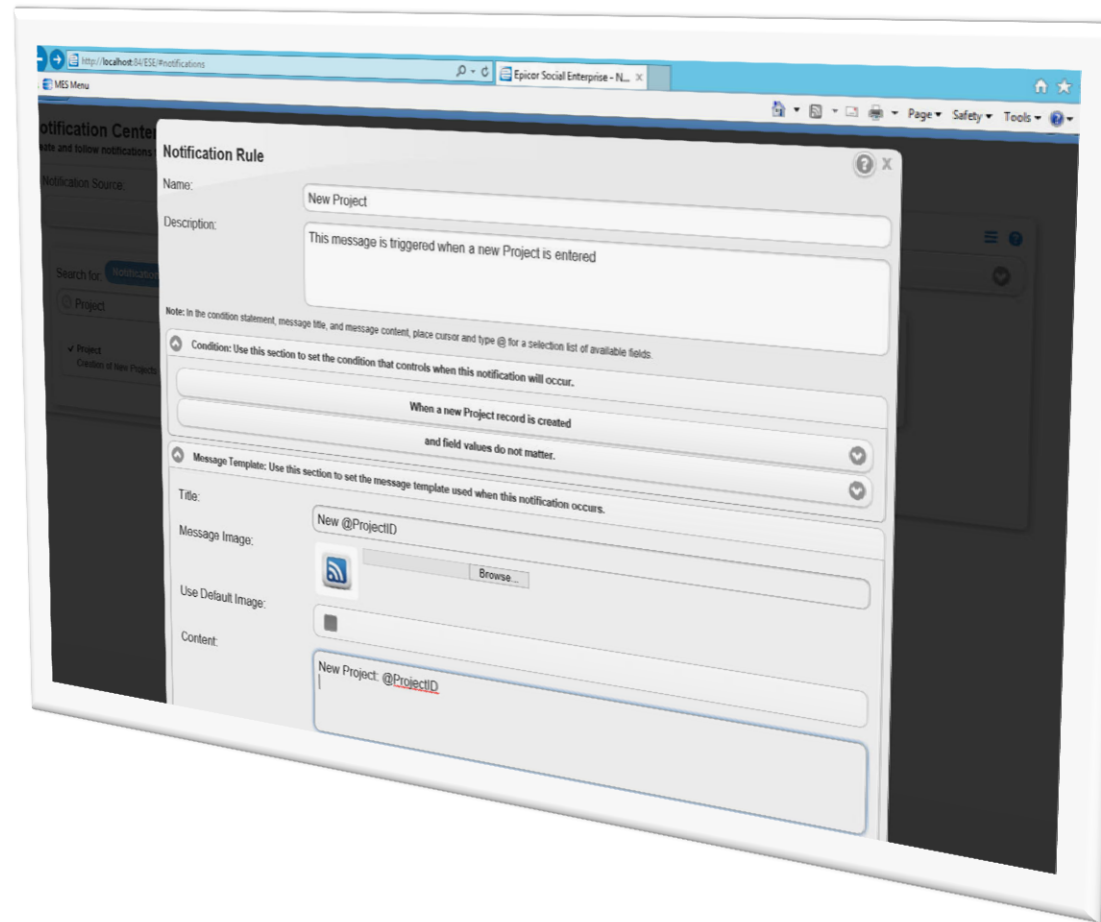 http://localhost:84/ESE/#notifications
Epicor Social Enterprise - N... ×
MES Menu
Page Safety Tools
otification Center
eate and follow notifications
Notification Source:
Search for: Notification
Project
✓ Project
Creation of New Projects
Notification Rule
? X
Name:
New Project
Description:
This message is triggered when a new Project is entered
Note: In the condition statement, message title, and message content, place cursor and type @ for a selection list of available fields.
Condition: Use this section to set the condition that controls when this notification will occur.
When a new Project record is created
and field values do not matter.
Message Template: Use this section to set the message template used when this notification occurs.
Title:
New @ProjectID
Message Image:
Browse...
Use Default Image:
Content:
New Project: @ProjectID